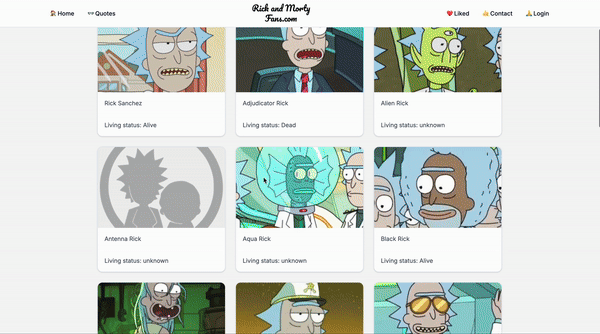 Home
Quotes
Rick and Morty
Fans.com
Liked
Contact
Login
Rick Sanchez
Adjudicator Rick
Alien Rick
Living status: Alive
Living status: Dead
Living status: unknown
Antenna Rick
Aqua Rick
Black Rick
Living status: unknown
Living status: unknown
Living status: Alive